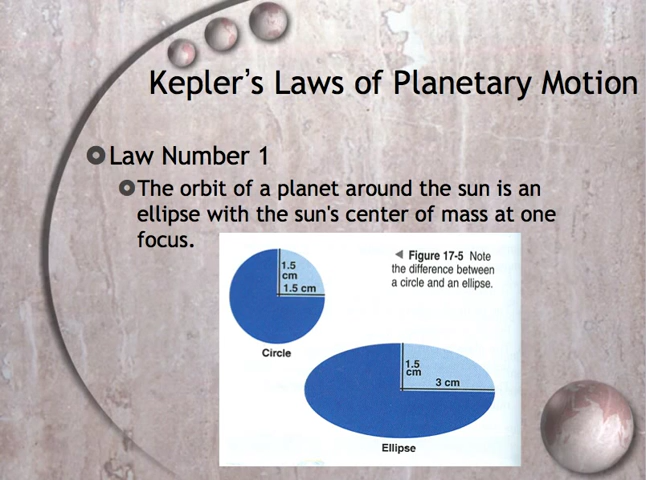 Kepler's Laws of Planetary Motion
Law Number 1
The orbit of a planet around the sun is an
ellipse with the sun's center of mass at one
focus.
◀ Figure 17-5 Note
the difference between
a circle and an ellipse.
1.5
cm
1.5 cm
Circle
1.5
cm
3 cm
Ellipse